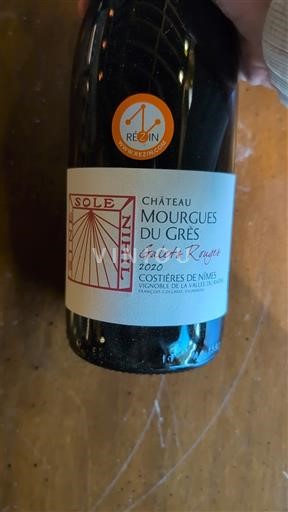 RÉZIN
WWW.REZIN.COM
SINE SOLE NIHIL
CHÂTEAU
MOURGUES
DU GRÈS
Galets Rouges
2020
COSTIÈRES DE NÎMES
VIGNOBLE DE LA VALLÉE DU RHÔNE